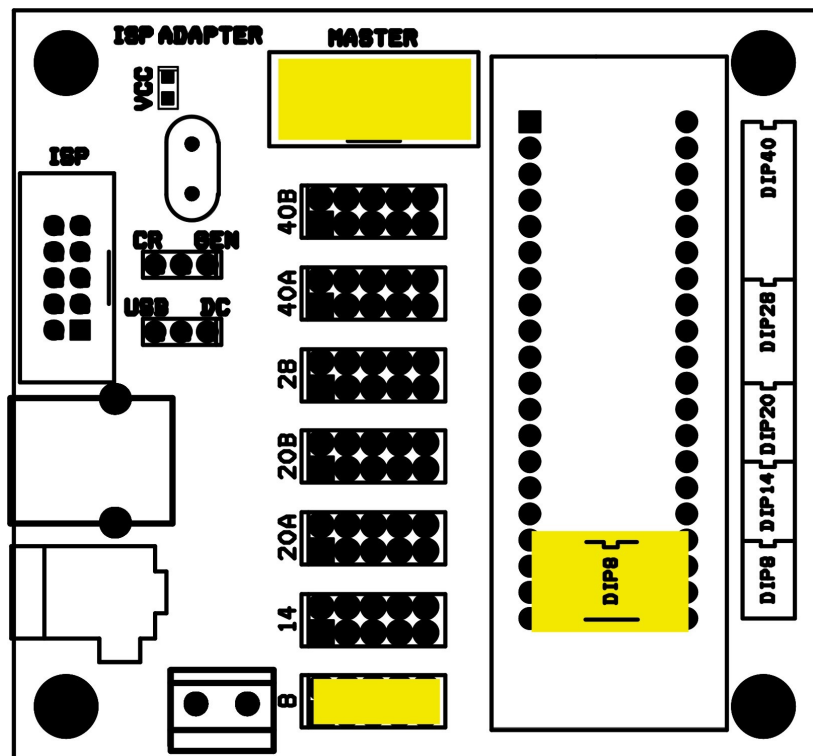 ISP ADAPTER
MASTER
VCC
ISP
CR GEN
USB DC
40B
40A
28
20B
20A
14
8
DIP8
DIP40
DIP28
DIP20
DIP14
DIP8